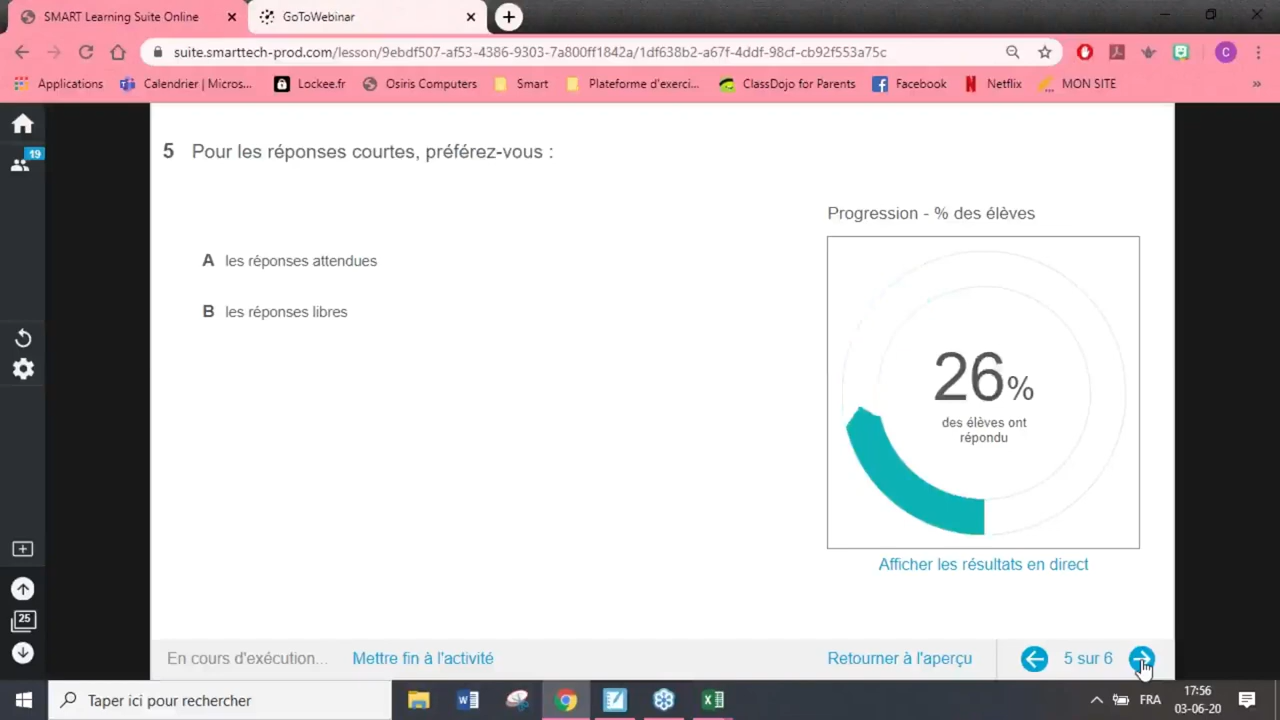 SMART Learning Suite Online
GoToWebinar
suite.smarttech-prod.com/lesson/9ebdf507-af53-4386-9303-7a800ff1842a/1df638b2-a67f-4ddf-98cf-cb92f553a75c
C
Applications
Calendrier | Micros...
Lockee.fr
Osiris Computers
Smart
Plateforme d'exerci...
ClassDojo for Parents
Facebook
Netflix
MON SITE
»
19
5 Pour les réponses courtes, préférez-vous :
Progression - % des élèves
A les réponses attendues
B les réponses libres
26%
des élèves ont
répondu
Afficher les résultats en direct
25
En cours d'exécution...
Mettre fin à l'activité
Retourner à l'aperçu
5 sur 6
Taper ici pour rechercher
FRA
17:56
03-06-20